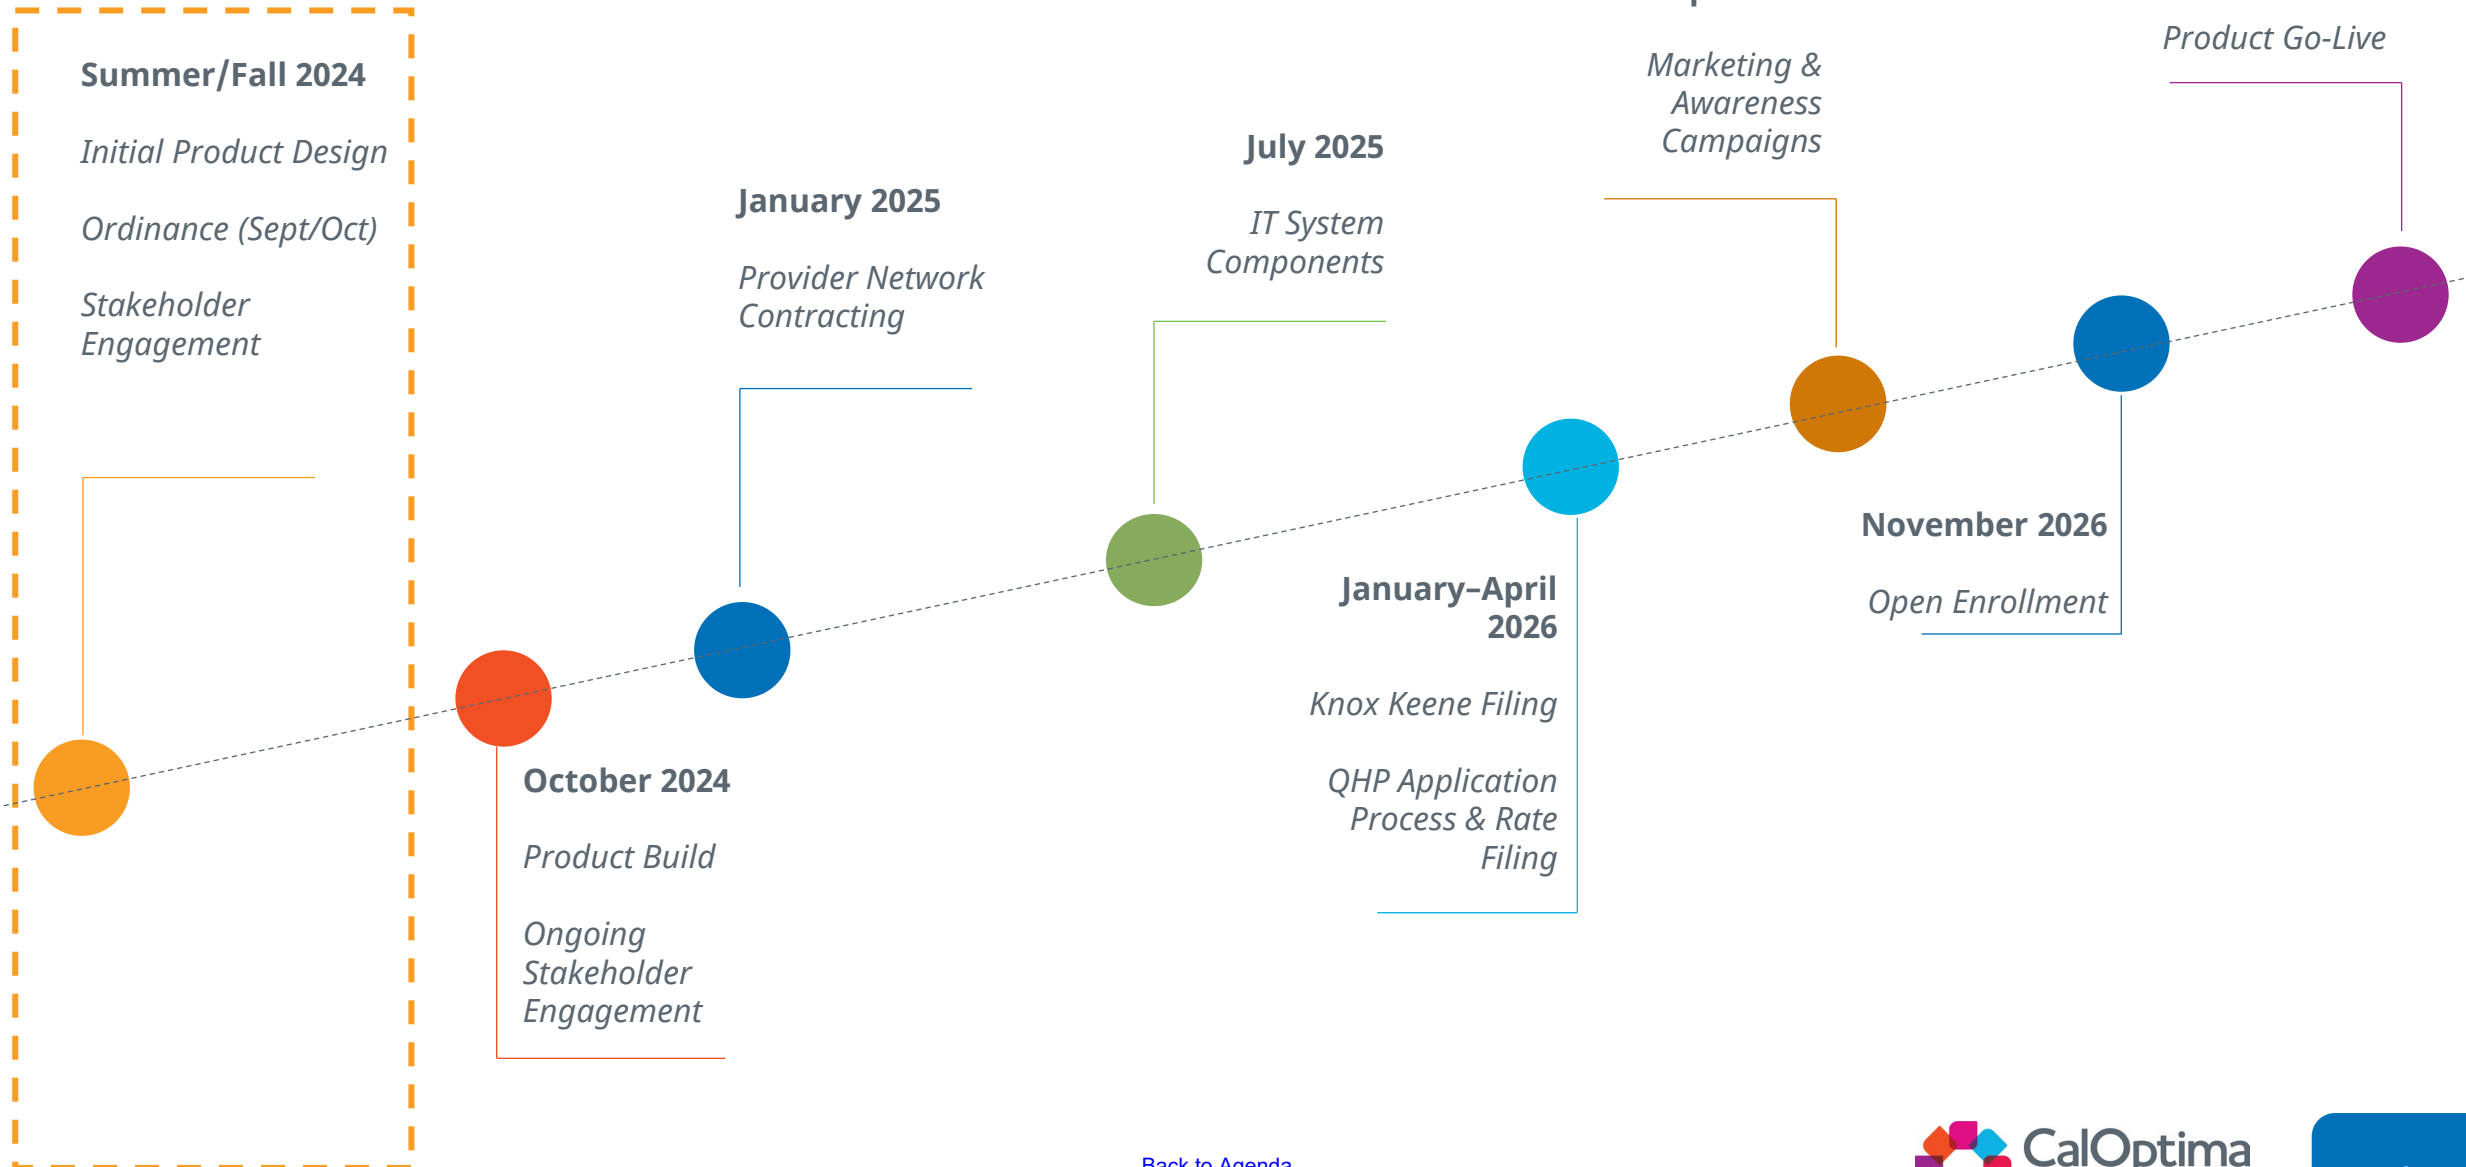 Summer/Fall 2024
Initial Product Design
Ordinance (Sept/Oct)
Stakeholder
Engagement
October 2024
Product Build
Ongoing
Stakeholder
Engagement
January 2025
Provider Network
Contracting
July 2025
IT System
Components
January–April
2026
Knox Keene Filing
QHP Application
Process & Rate
Filing
Marketing &
Awareness
Campaigns
November 2026
Open Enrollment
Product Go-Live
Back to Agenda
CalOptima